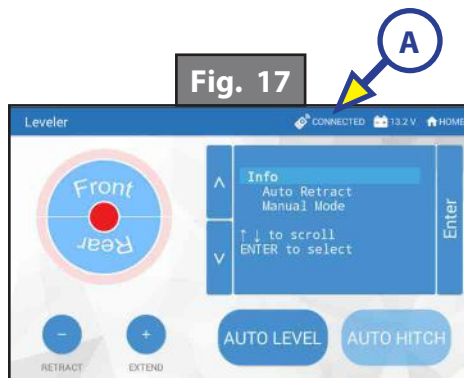 A
Fig. 17
Leveler
CONNECTED 13.2 V HOME
Front
Rear
^
v
Info
Auto Retract
Manual Mode
↑ ↓ to scroll
ENTER to select
Enter
−
+
RETRACT
EXTEND
AUTO LEVEL
AUTO HITCH